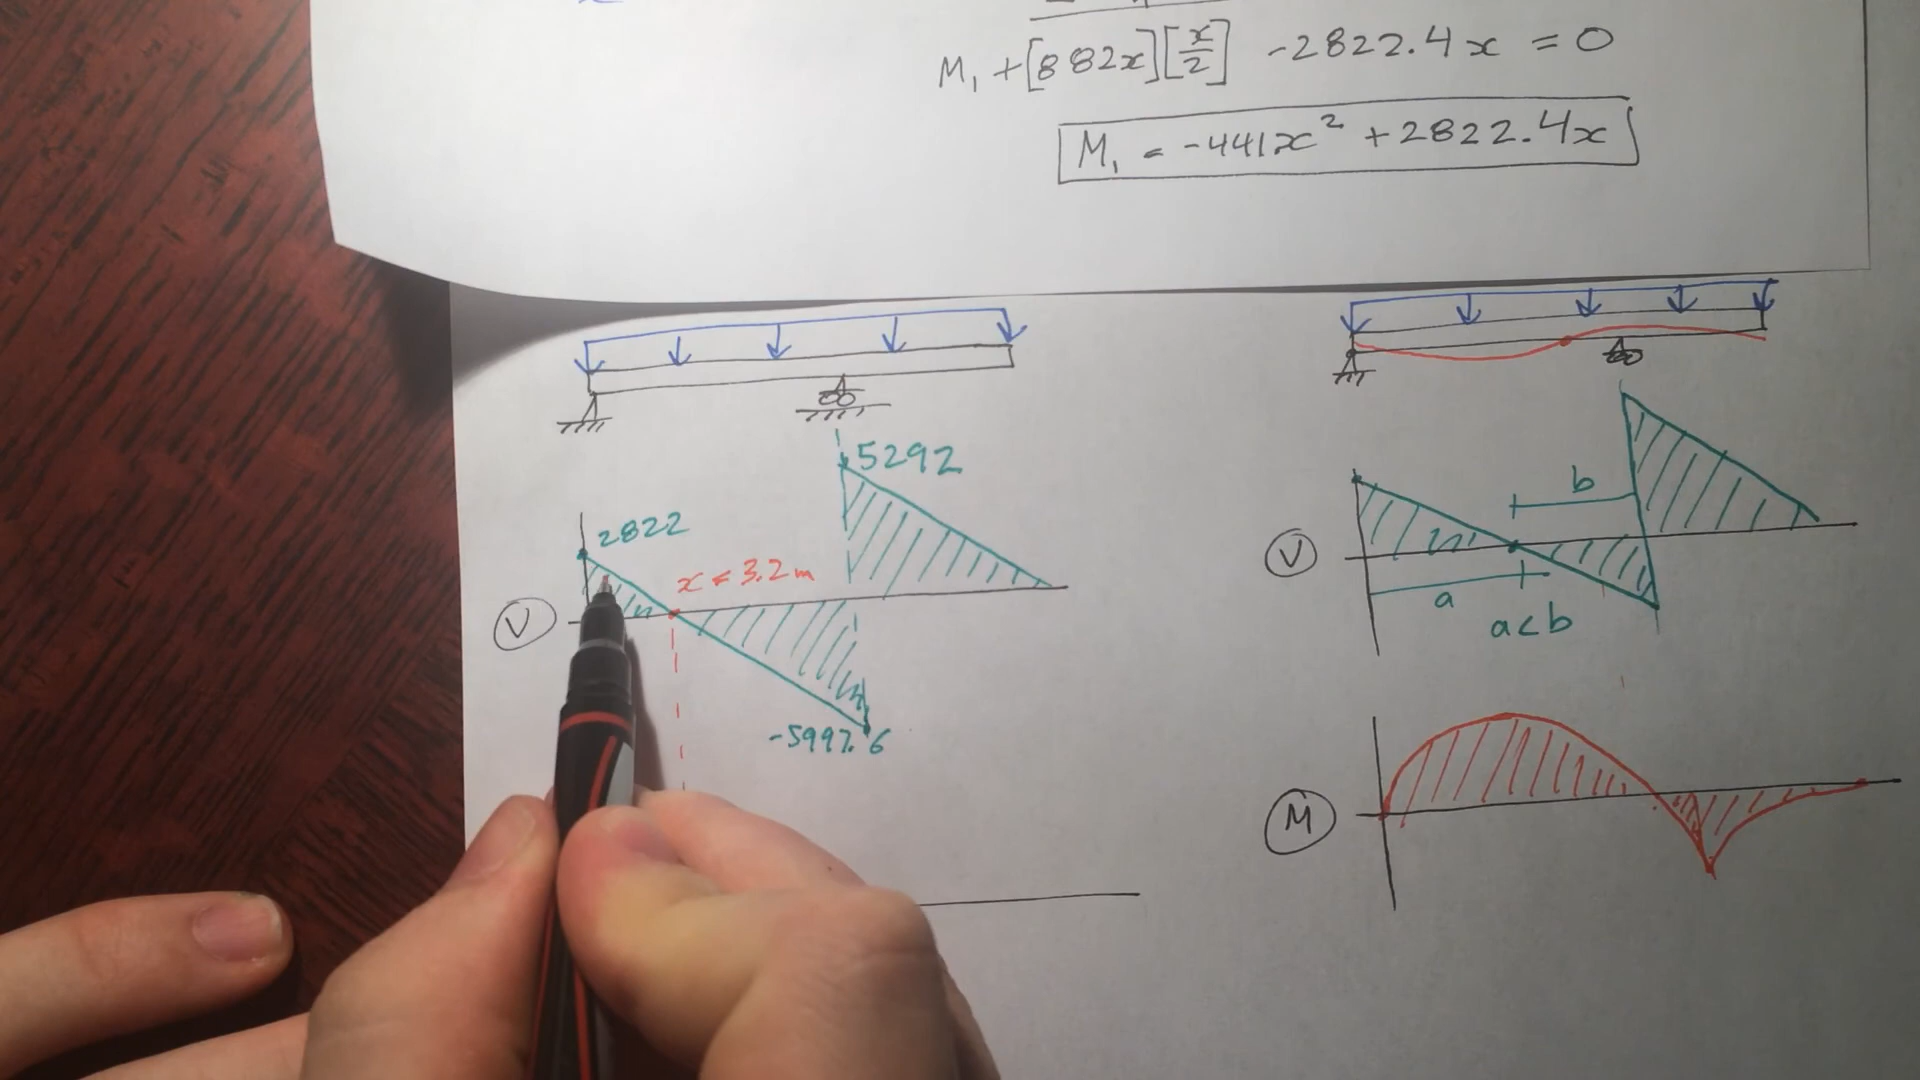 M₁ + [882x][x/2] - 2822.4x = 0
M₁ = -441x² + 2822.4x
5292
2822
x = 3.2m
V
-5997.6
b
V
a
a<b
M